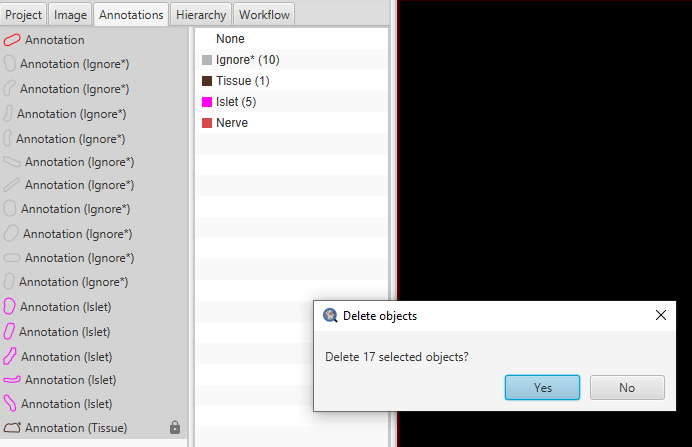 Project Image Annotations Hierarchy Workflow
Annotation
Annotation (Ignore*)
Annotation (Ignore*)
Annotation (Ignore*)
Annotation (Ignore*)
Annotation (Ignore*)
Annotation (Ignore*)
Annotation (Ignore*)
Annotation (Ignore*)
Annotation (Ignore*)
Annotation (Ignore*)
Annotation (Islet)
Annotation (Islet)
Annotation (Islet)
Annotation (Islet)
Annotation (Islet)
Annotation (Tissue)
None
Ignore* (10)
Tissue (1)
Islet (5)
Nerve
Delete objects
Delete 17 selected objects?
Yes No